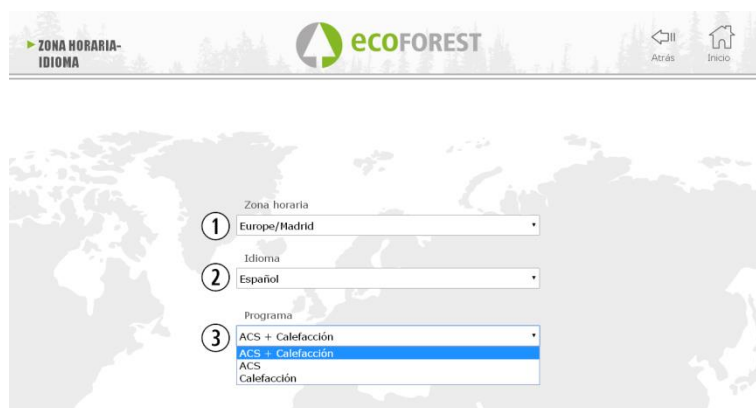 ZONA HORARIA-
IDIOMA
ecoFOREST
Atrás
Inicio
Zona horaria
1
Europe/Madrid
Idioma
2
Español
Programa
3
ACS + Calefacción
ACS + Calefacción
ACS
Calefacción